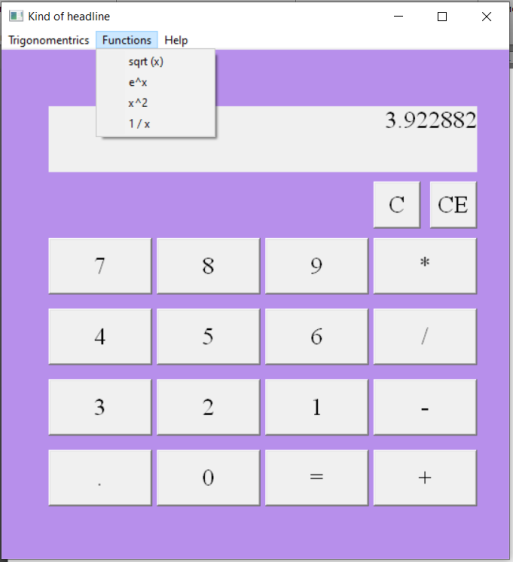 Kind of headline
Trigonomentrics Functions Help
sqrt (x)
e^x
x^2
1 / x
3.922882
C CE
7 8 9 *
4 5 6 /
3 2 1 -
. 0 = +